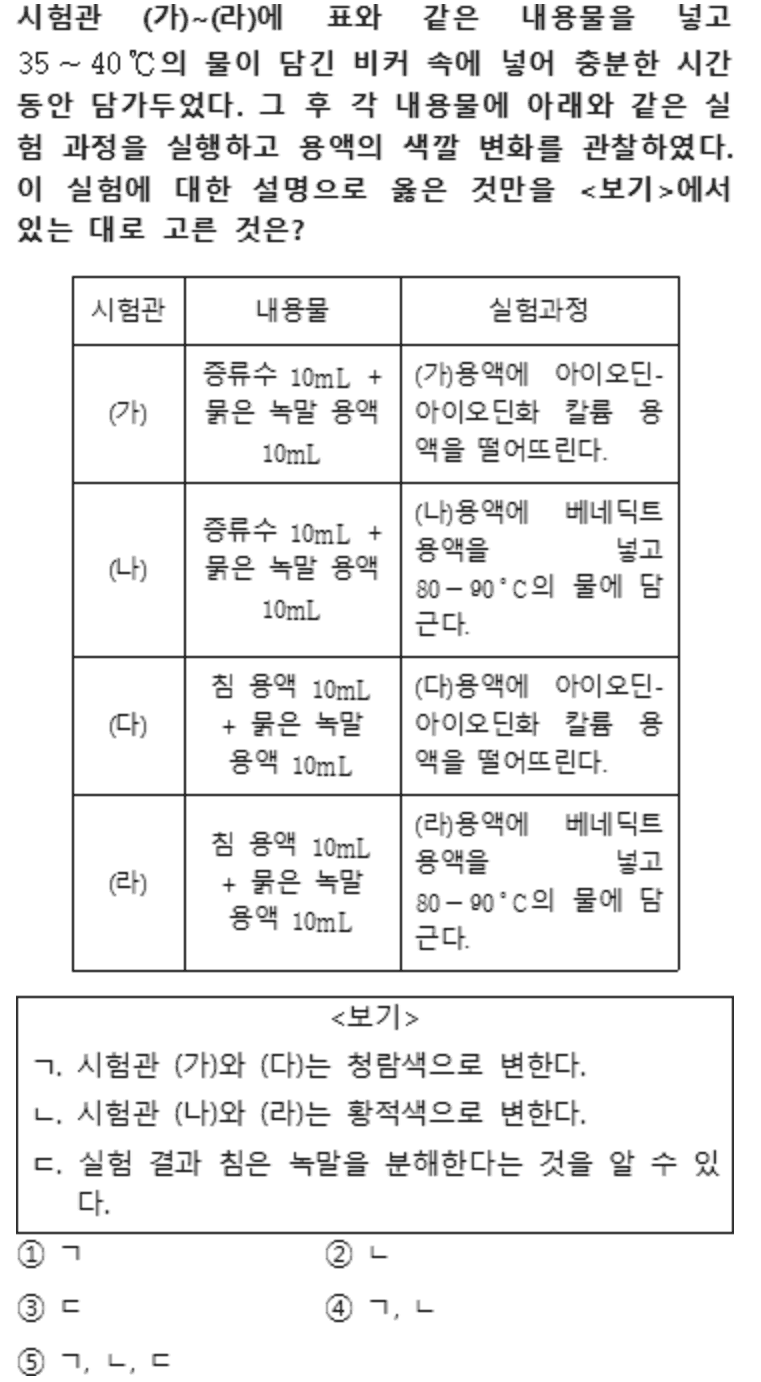 시험관 (가)~(라)에 표와 같은 내용물을 넣고
35 ~ 40 ℃의 물이 담긴 비커 속에 넣어 충분한 시간
동안 담가두었다. 그 후 각 내용물에 아래와 같은 실
험 과정을 실행하고 용액의 색깔 변화를 관찰하였다.
이 실험에 대한 설명으로 옳은 것만을 <보기>에서
있는 대로 고른 것은?
시험관 내용물 실험과정
(가)
증류수 10mL +
묽은 녹말 용액
10mL
(가)용액에 아이오딘-
아이오딘화 칼륨 용
액을 떨어뜨린다.
(나)
증류수 10mL +
묽은 녹말 용액
10mL
(나)용액에 베네딕트
용액을 넣고
80-90°C의 물에 담
근다.
(다)
침 용액 10mL
+ 묽은 녹말
용액 10mL
(다)용액에 아이오딘-
아이오딘화 칼륨 용
액을 떨어뜨린다.
(라)
침 용액 10mL
+ 묽은 녹말
용액 10mL
(라)용액에 베네딕트
용액을 넣고
80-90°C의 물에 담
근다.
<보기>
ㄱ. 시험관 (가)와 (다)는 청람색으로 변한다.
ㄴ. 시험관 (나)와 (라)는 황적색으로 변한다.
ㄷ. 실험 결과 침은 녹말을 분해한다는 것을 알 수 있
다.
① ㄱ ② ㄴ
③ ㄷ ④ ㄱ, ㄴ
⑤ ㄱ, ㄴ, ㄷ